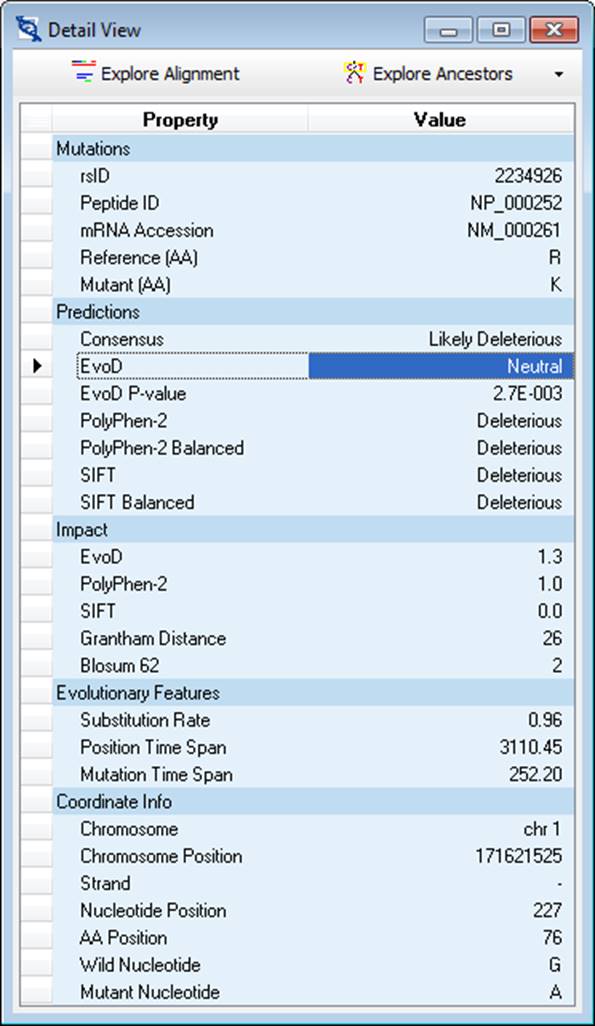 Detail View
Explore Alignment Explore Ancestors
Property Value
Mutations
rsID 2234926
Peptide ID NP_000252
mRNA Accession NM_000261
Reference (AA) R
Mutant (AA) K
Predictions
Consensus Likely Deleterious
EvoD Neutral
EvoD P-value 2.7E-003
PolyPhen-2 Deleterious
PolyPhen-2 Balanced Deleterious
SIFT Deleterious
SIFT Balanced Deleterious
Impact
EvoD 1.3
PolyPhen-2 1.0
SIFT 0.0
Grantham Distance 26
Blosum 62 2
Evolutionary Features
Substitution Rate 0.96
Position Time Span 3110.45
Mutation Time Span 252.20
Coordinate Info
Chromosome chr 1
Chromosome Position 171621525
Strand -
Nucleotide Position 227
AA Position 76
Wild Nucleotide G
Mutant Nucleotide A